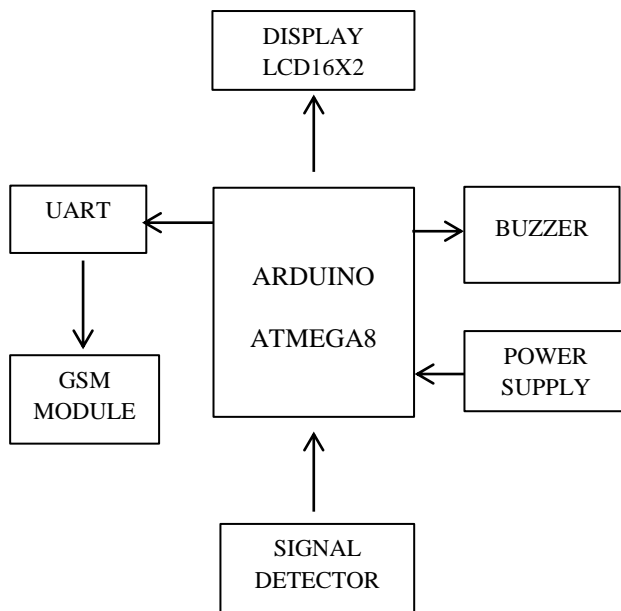 DISPLAY
LCD16X2
UART
BUZZER
ARDUINO
ATMEGA8
GSM
MODULE
POWER
SUPPLY
SIGNAL
DETECTOR